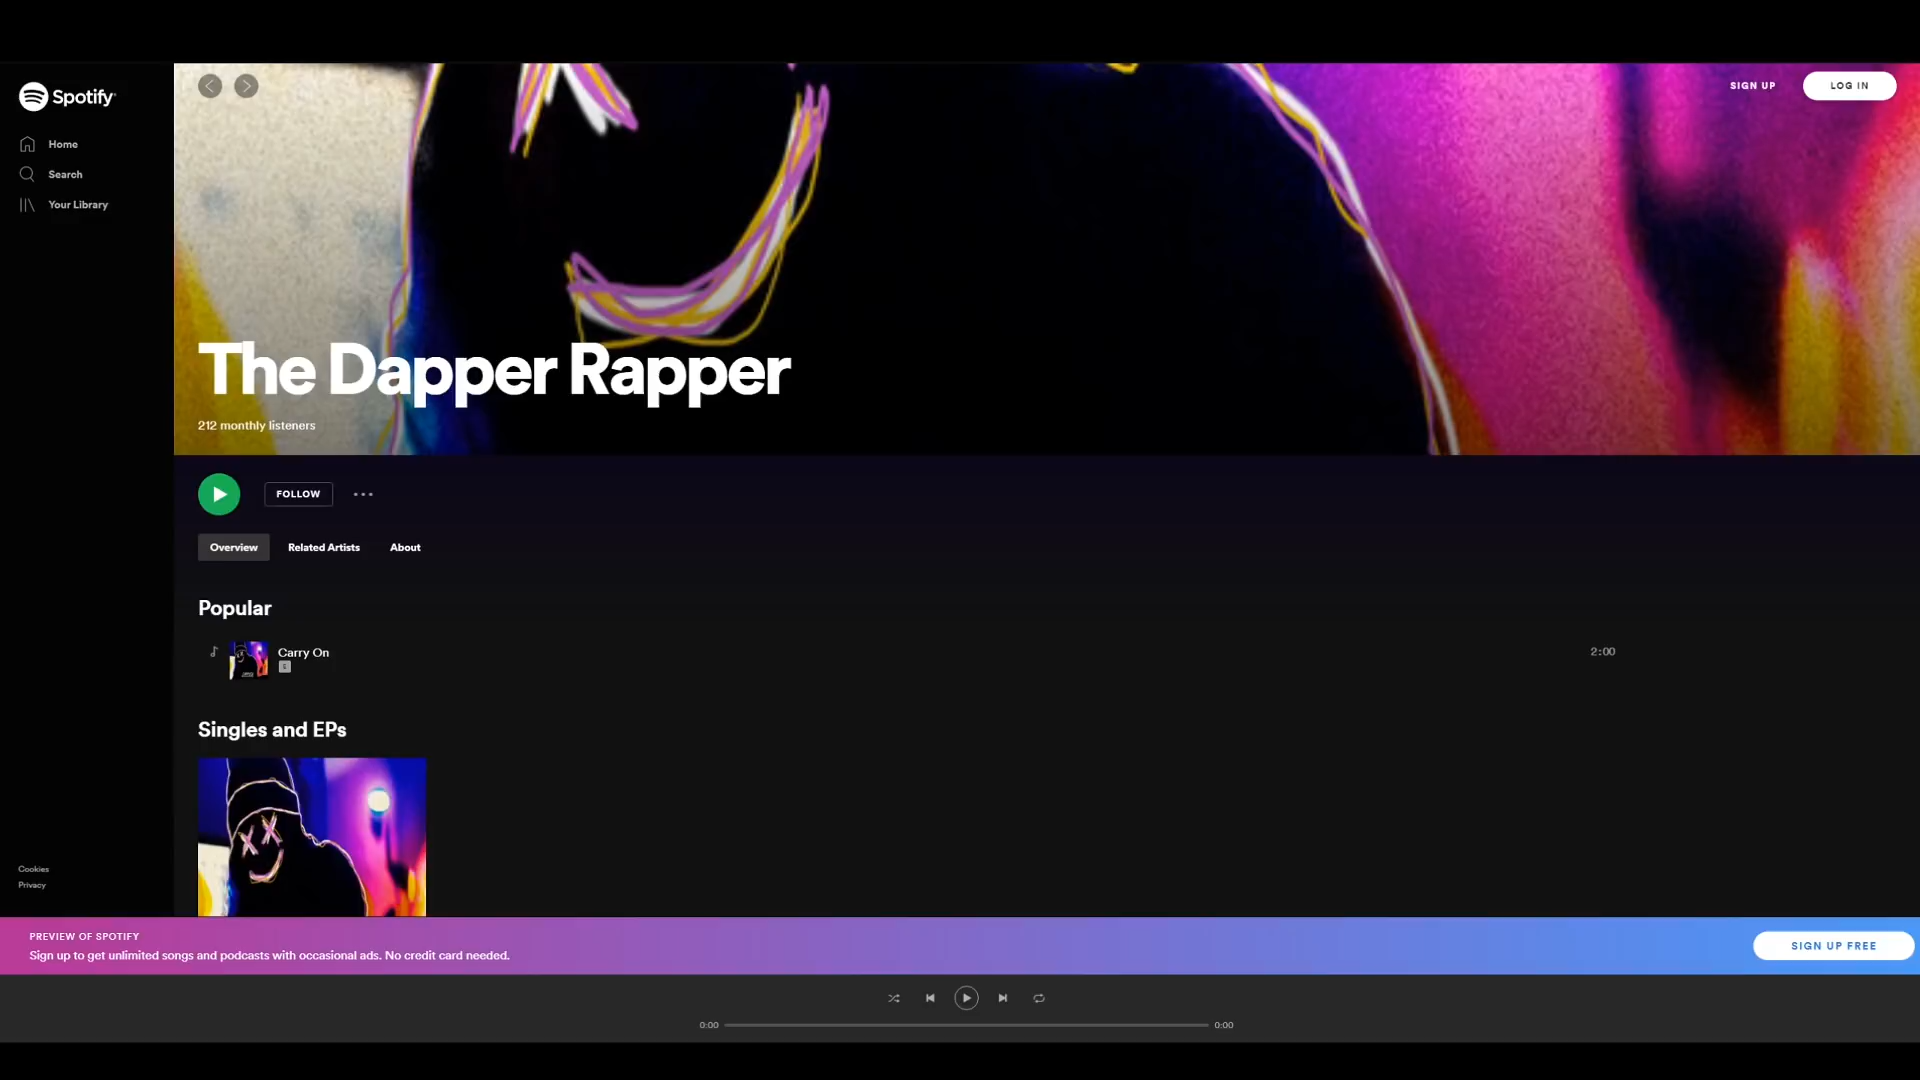 Spotify
Home
Search
Your Library
SIGN UP
LOG IN
The Dapper Rapper
212 monthly listeners
FOLLOW
Overview
Related Artists
About
Popular
Carry On
E
2:00
Singles and EPs
Cookies
Privacy
PREVIEW OF SPOTIFY
Sign up to get unlimited songs and podcasts with occasional ads. No credit card needed.
SIGN UP FREE
0:00
0:00